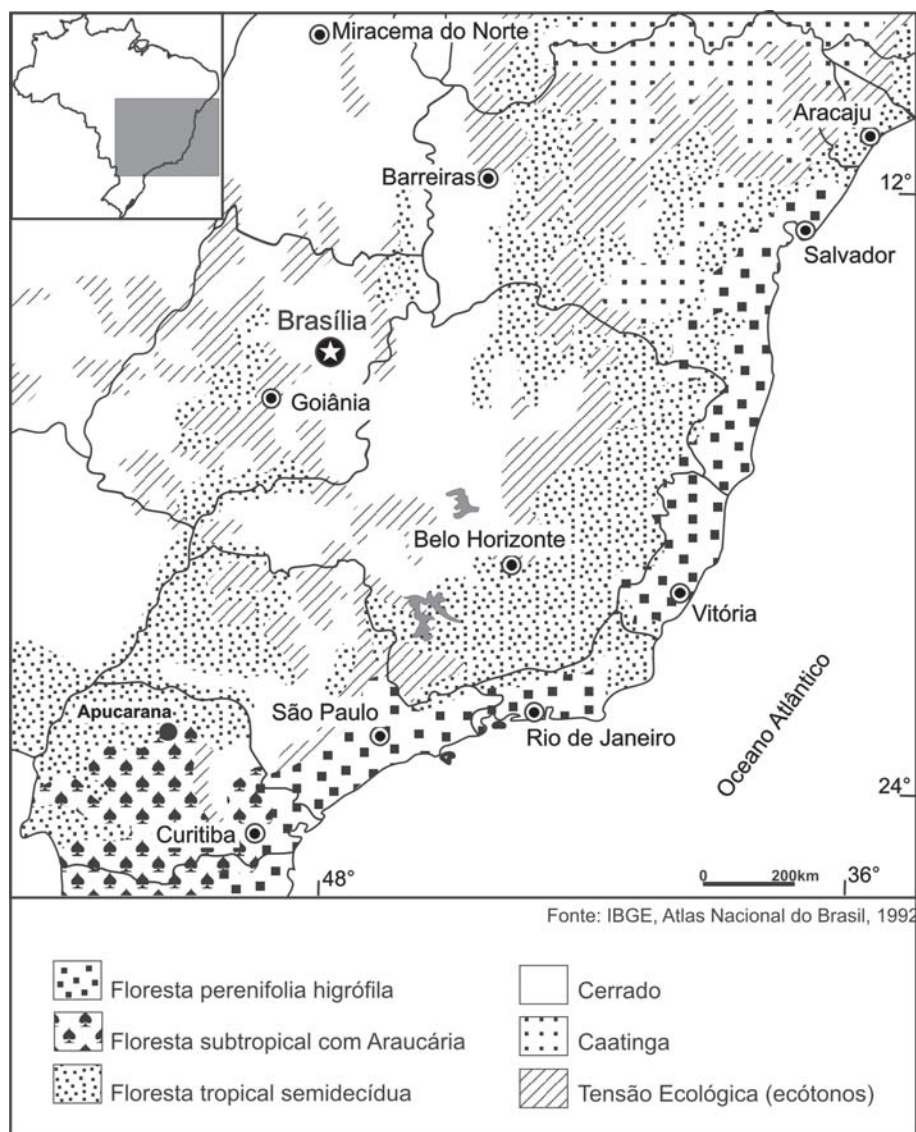 Miracema do Norte
Aracaju
Barreiras
12°
Salvador
Brasília
Goiânia
Belo Horizonte
Vitória
São Paulo
Apucarana
Rio de Janeiro
Oceano Atlântico
24°
Curitiba
48°
0 200km
36°
Fonte: IBGE, Atlas Nacional do Brasil, 1992
Floresta perenifolia higrófila
Floresta subtropical com Araucária
Floresta tropical semidecídua
Cerrado
Caatinga
Tensão Ecológica (ecótonos)